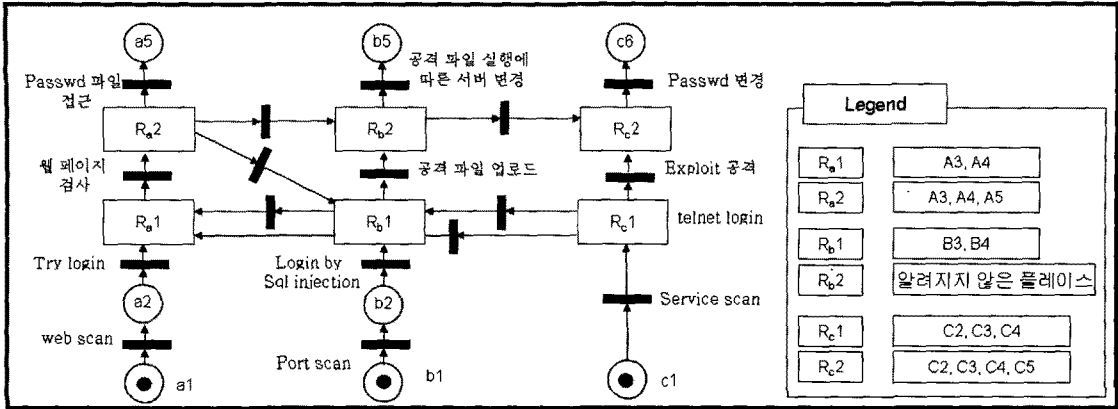 a5
b5
c6
Passwd 파일
접근
공격 파일 실행에
따른 서버 변경
Passwd 변경
Ra2
Rb2
Rc2
웹 페이지
검사
공격 파일 업로드
Exploit 공격
Ra1
Rb1
Rc1
telnet login
Try login
Login by
Sql injection
a2
b2
Service scan
web scan
Port scan
a1
b1
c1
Legend
Ra1 A3, A4
Ra2 A3, A4, A5
Rb1 B3, B4
Rb2 알려지지 않은 플레이스
Rc1 C2, C3, C4
Rc2 C2, C3, C4, C5